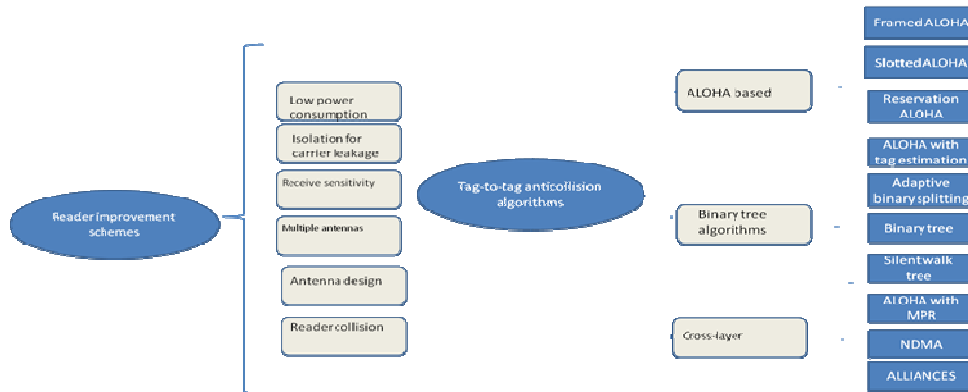 Reader improvement
schemes
Low power
consumption
Isolation for
carrier leakage
Receive sensitivity
Multiple antennas
Antenna design
Reader collision
Tag-to-tag anticollision
algorithms
ALOHA based
Binary tree
algorithms
Cross-layer
Framed ALOHA
Slotted ALOHA
Reservation
ALOHA
ALOHA with
tag estimation
Adaptive
binary splitting
Binary tree
Silentwalk
tree
ALOHA with
MPR
NDMA
ALLIANCES